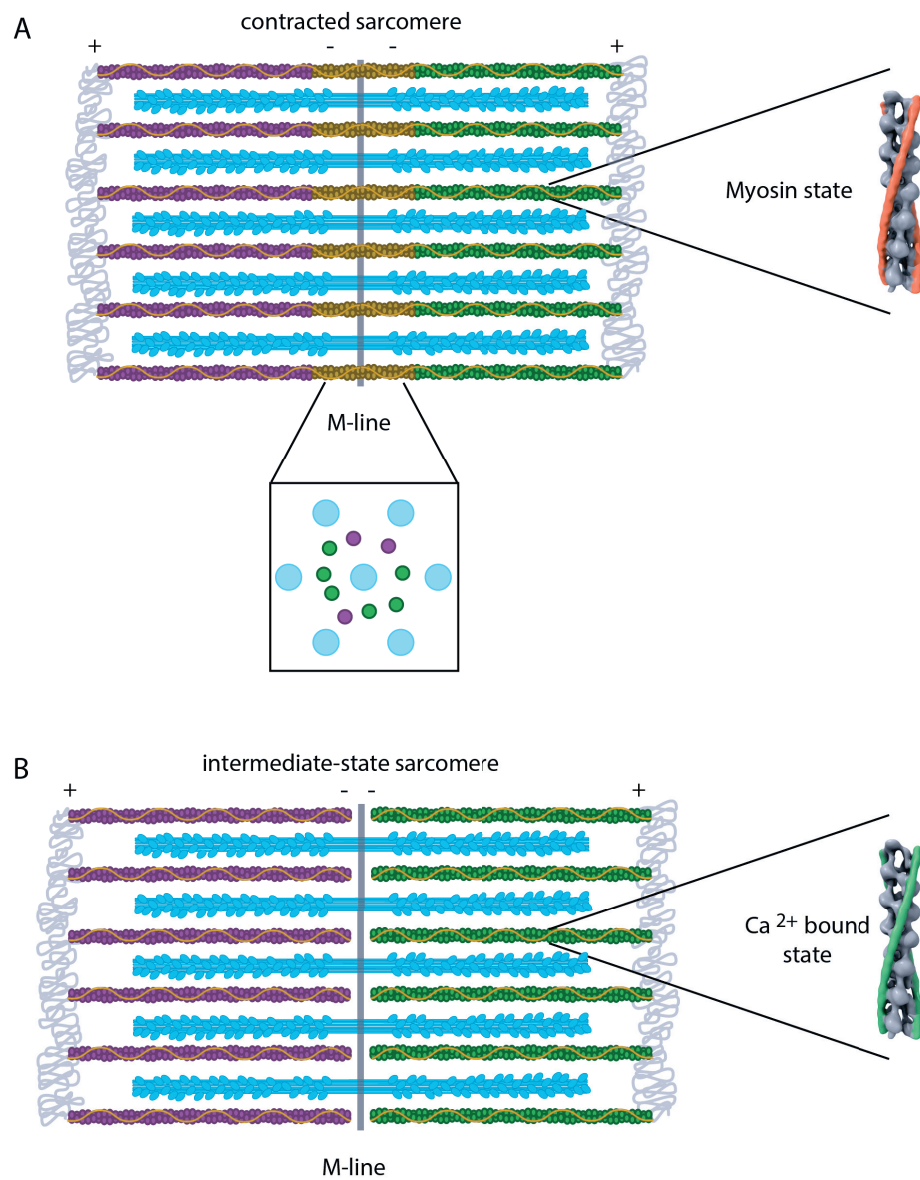 A
contracted sarcomere
+ - - +
Myosin state
M-line
B
intermediate-state sarcomere
+ - - +
Ca 2+ bound
state
M-line